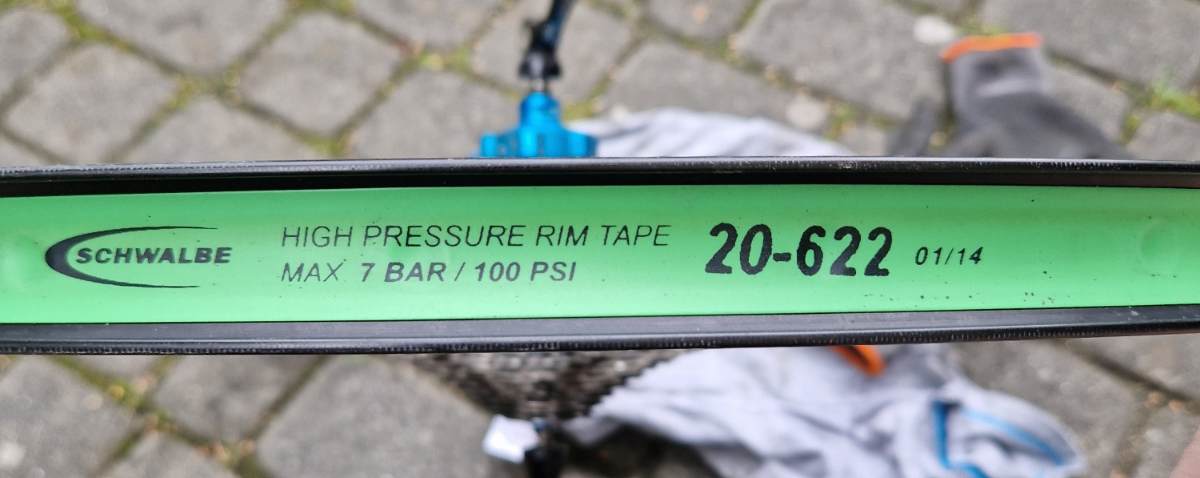 SCHWALBE
HIGH PRESSURE RIM TAPE
MAX 7 BAR / 100 PSI
20-622
01/14